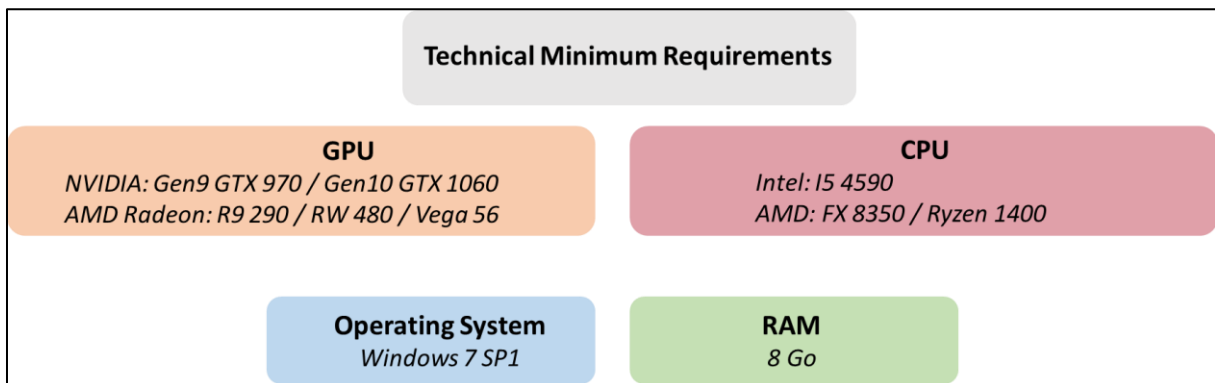 Technical Minimum Requirements
GPU
NVIDIA: Gen9 GTX 970 / Gen10 GTX 1060
AMD Radeon: R9 290 / RW 480 / Vega 56
CPU
Intel: I5 4590
AMD: FX 8350 / Ryzen 1400
Operating System
Windows 7 SP1
RAM
8 Go